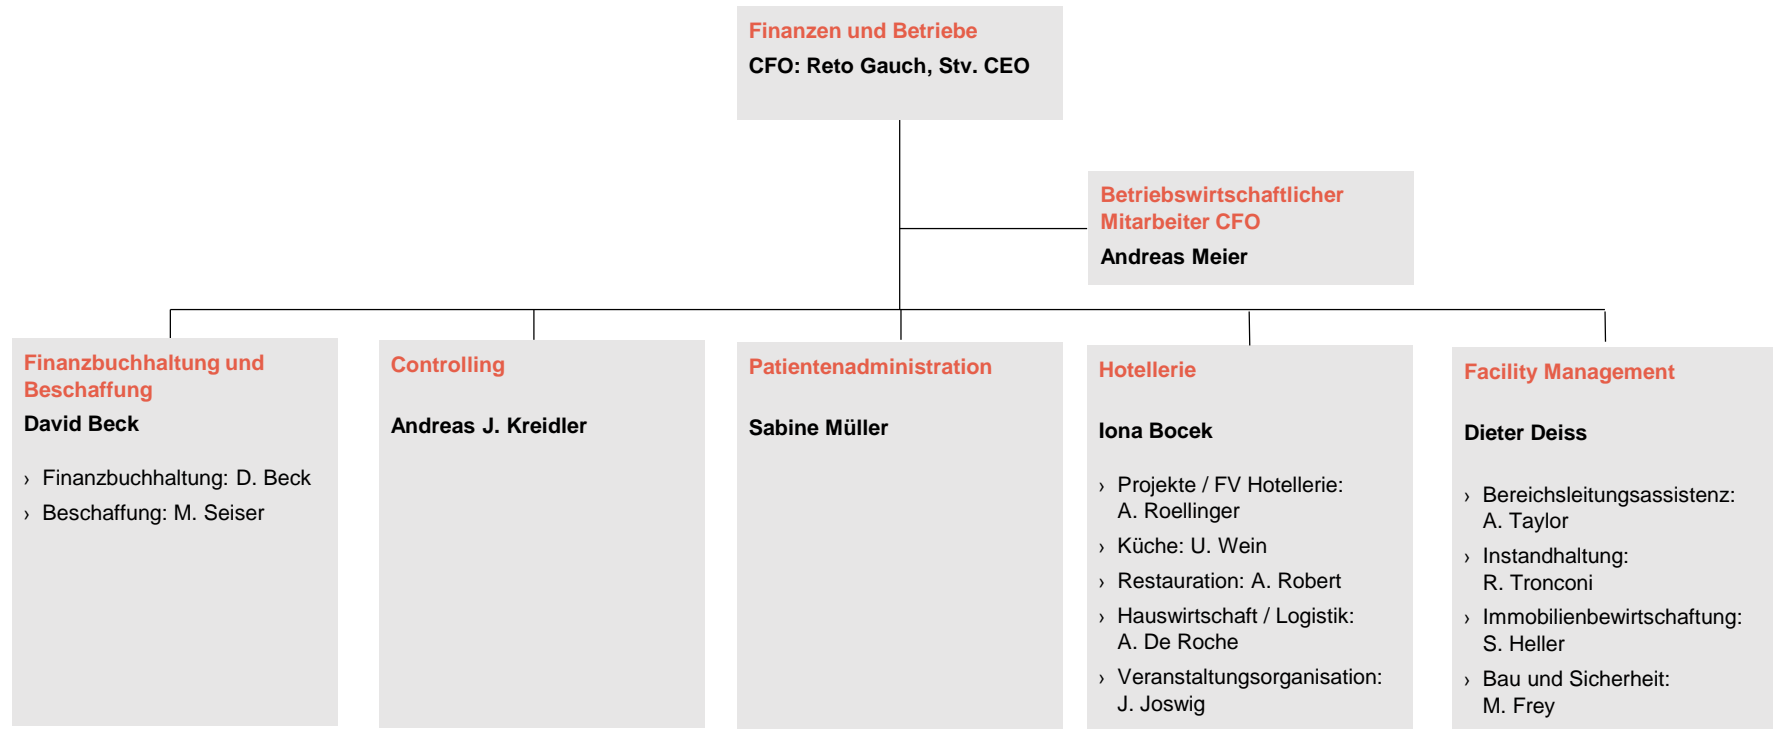 Finanzen und Betriebe
CFO: Reto Gauch, Stv. CEO
Betriebswirtschaftlicher
Mitarbeiter CFO
Andreas Meier
Finanzbuchhaltung und
Beschaffung
David Beck
› Finanzbuchhaltung: D. Beck
› Beschaffung: M. Seiser
Controlling
Andreas J. Kreidler
Patientenadministration
Sabine Müller
Hotellerie
Iona Bocek
› Projekte / FV Hotellerie:
A. Roellinger
› Küche: U. Wein
› Restauration: A. Robert
› Hauswirtschaft / Logistik:
A. De Roche
› Veranstaltungsorganisation:
J. Joswig
Facility Management
Dieter Deiss
› Bereichsleitungsassistenz:
A. Taylor
› Instandhaltung:
R. Tronconi
› Immobilienbewirtschaftung:
S. Heller
› Bau und Sicherheit:
M. Frey